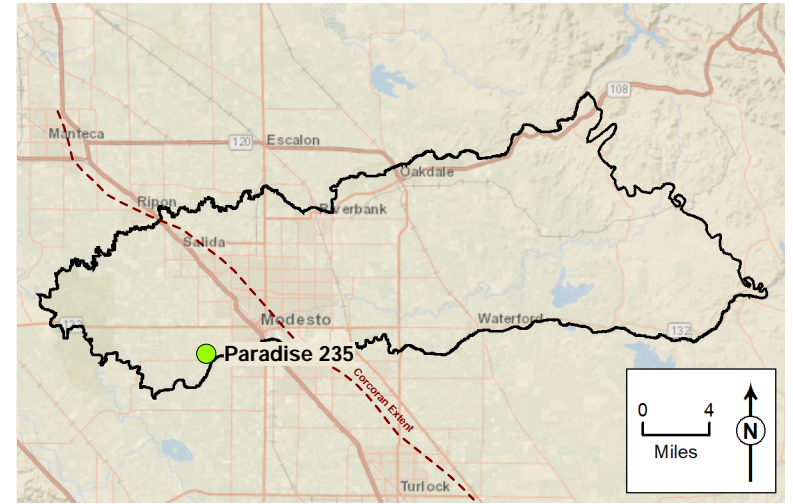 108
Manteca
120
Escalon
Oakdale
Ripon
Riverbank
Salida
Modesto
Waterford
132
132
Paradise 235
Corcoran Extent
Turlock
0 4
Miles
N